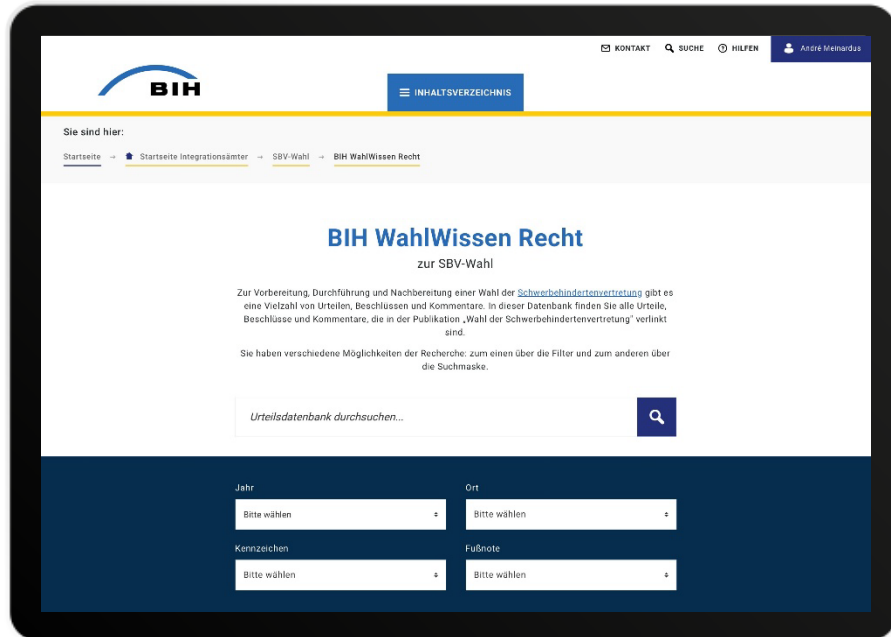 KONTAKT SUCHE HILFEN André Meinardus
BIH
INHALTSVERZEICHNIS
Sie sind hier:
Startseite → Startseite Integrationsämter → SBV-Wahl → BIH WahlWissen Recht
BIH WahlWissen Recht
zur SBV-Wahl
Zur Vorbereitung, Durchführung und Nachbereitung einer Wahl der Schwerbehindertenvertretung gibt es
eine Vielzahl von Urteilen, Beschlüssen und Kommentare. In dieser Datenbank finden Sie alle Urteile,
Beschlüsse und Kommentare, die in der Publikation „Wahl der Schwerbehindertenvertretung" verlinkt
sind.
Sie haben verschiedene Möglichkeiten der Recherche: zum einen über die Filter und zum anderen über
die Suchmaske.
Urteilsdatenbank durchsuchen...
Jahr Ort
Bitte wählen Bitte wählen
Kennzeichen Fußnote
Bitte wählen Bitte wählen